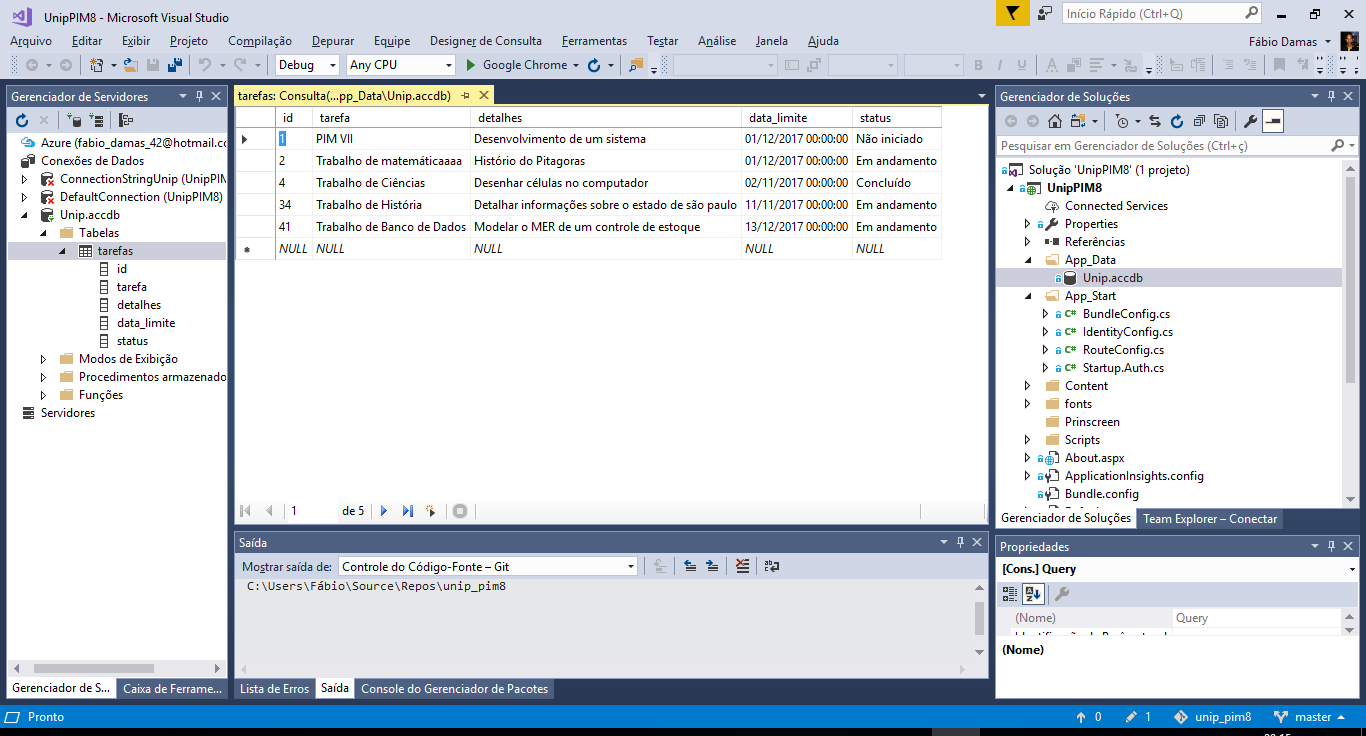 UnipPIM8 - Microsoft Visual Studio
Início Rápido (Ctrl+Q)
Arquivo Editar Exibir Projeto Compilação Depurar Equipe Designer de Consulta Ferramentas Testar Análise Janela Ajuda
Fábio Damas
Debug Any CPU Google Chrome
Gerenciador de Servidores
Azure (fabio_damas_42@hotmail.co
Conexões de Dados
ConnectionStringUnip (UnipPIN
DefaultConnection (UnipPIM8)
Unip.accdb
Tabelas
tarefas
id
tarefa
detalhes
data_limite
status
Modos de Exibição
Procedimentos armazenado
Funções
Servidores
Gerenciador de S... Caixa de Ferrame...
tarefas: Consulta(...pp_Data\Unip.accdb)
id tarefa detalhes data_limite status
1 PIM VII Desenvolvimento de um sistema 01/12/2017 00:00:00 Não iniciado
2 Trabalho de matemáticaaaa Histório do Pitagoras 01/12/2017 00:00:00 Em andamento
4 Trabalho de Ciências Desenhar células no computador 02/11/2017 00:00:00 Concluído
34 Trabalho de História Detalhar informações sobre o estado de são paulo 11/11/2017 00:00:00 Em andamento
41 Trabalho de Banco de Dados Modelar o MER de um controle de estoque 13/12/2017 00:00:00 Em andamento
NULL NULL NULL NULL NULL
1 de 5
Saída
Mostrar saída de: Controle do Código-Fonte – Git
C:\Users\Fábio\Source\Repos\unip_pim8
Lista de Erros Saída Console do Gerenciador de Pacotes
Gerenciador de Soluções
Pesquisar em Gerenciador de Soluções (Ctrl+ç)
Solução 'UnipPIM8' (1 projeto)
UnipPIM8
Connected Services
Properties
Referências
App_Data
Unip.accdb
App_Start
C# BundleConfig.cs
C# IdentityConfig.cs
C# RouteConfig.cs
C# Startup.Auth.cs
Content
fonts
Prinscreen
Scripts
About.aspx
ApplicationInsights.config
Bundle.config
Gerenciador de Soluções Team Explorer – Conectar
Propriedades
[Cons.] Query
(Nome) Query
(Nome)
Pronto
0 1 unip_pim8 master